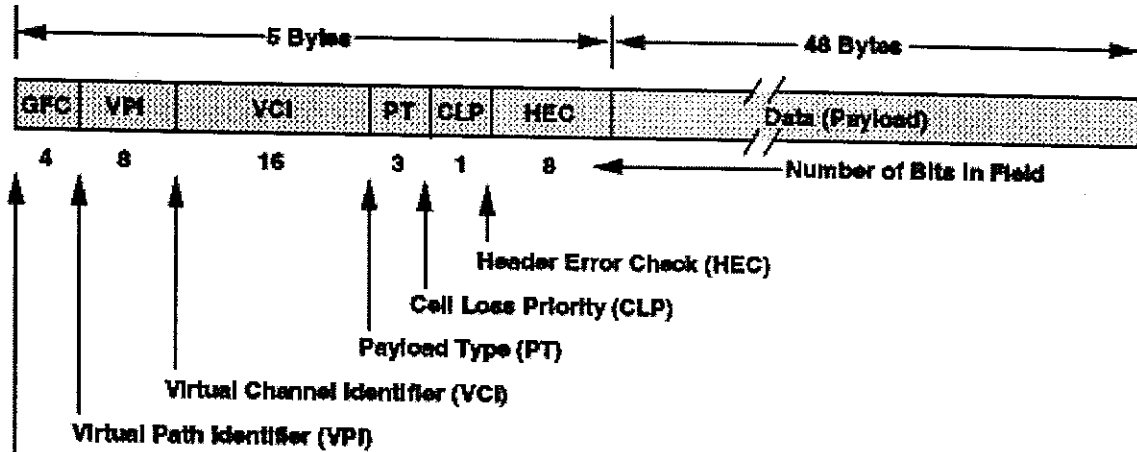 5 Bytes 48 Bytes
GFC VPI VCI PT CLP HEC Data (Payload)
4 8 16 3 1 8 Number of Bits in Field
Header Error Check (HEC)
Cell Loss Priority (CLP)
Payload Type (PT)
Virtual Channel Identifier (VCI)
Virtual Path Identifier (VPI)